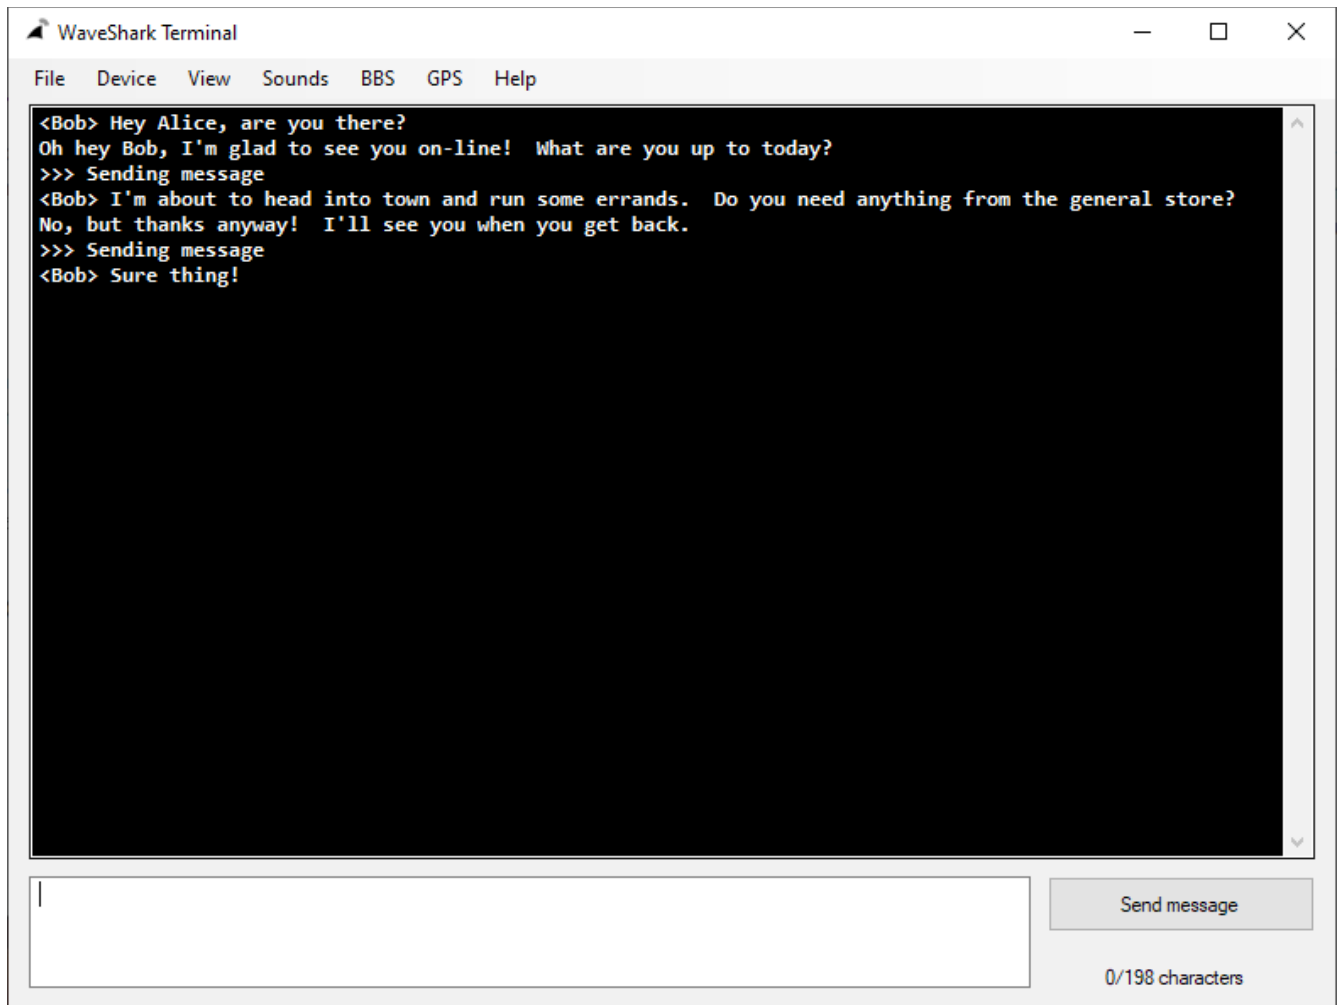 WaveShark Terminal
File Device View Sounds BBS GPS Help
<Bob> Hey Alice, are you there?
Oh hey Bob, I'm glad to see you on-line!  What are you up to today?
>>> Sending message
<Bob> I'm about to head into town and run some errands.  Do you need anything from the general store?
No, but thanks anyway!  I'll see you when you get back.
>>> Sending message
<Bob> Sure thing!
Send message
0/198 characters